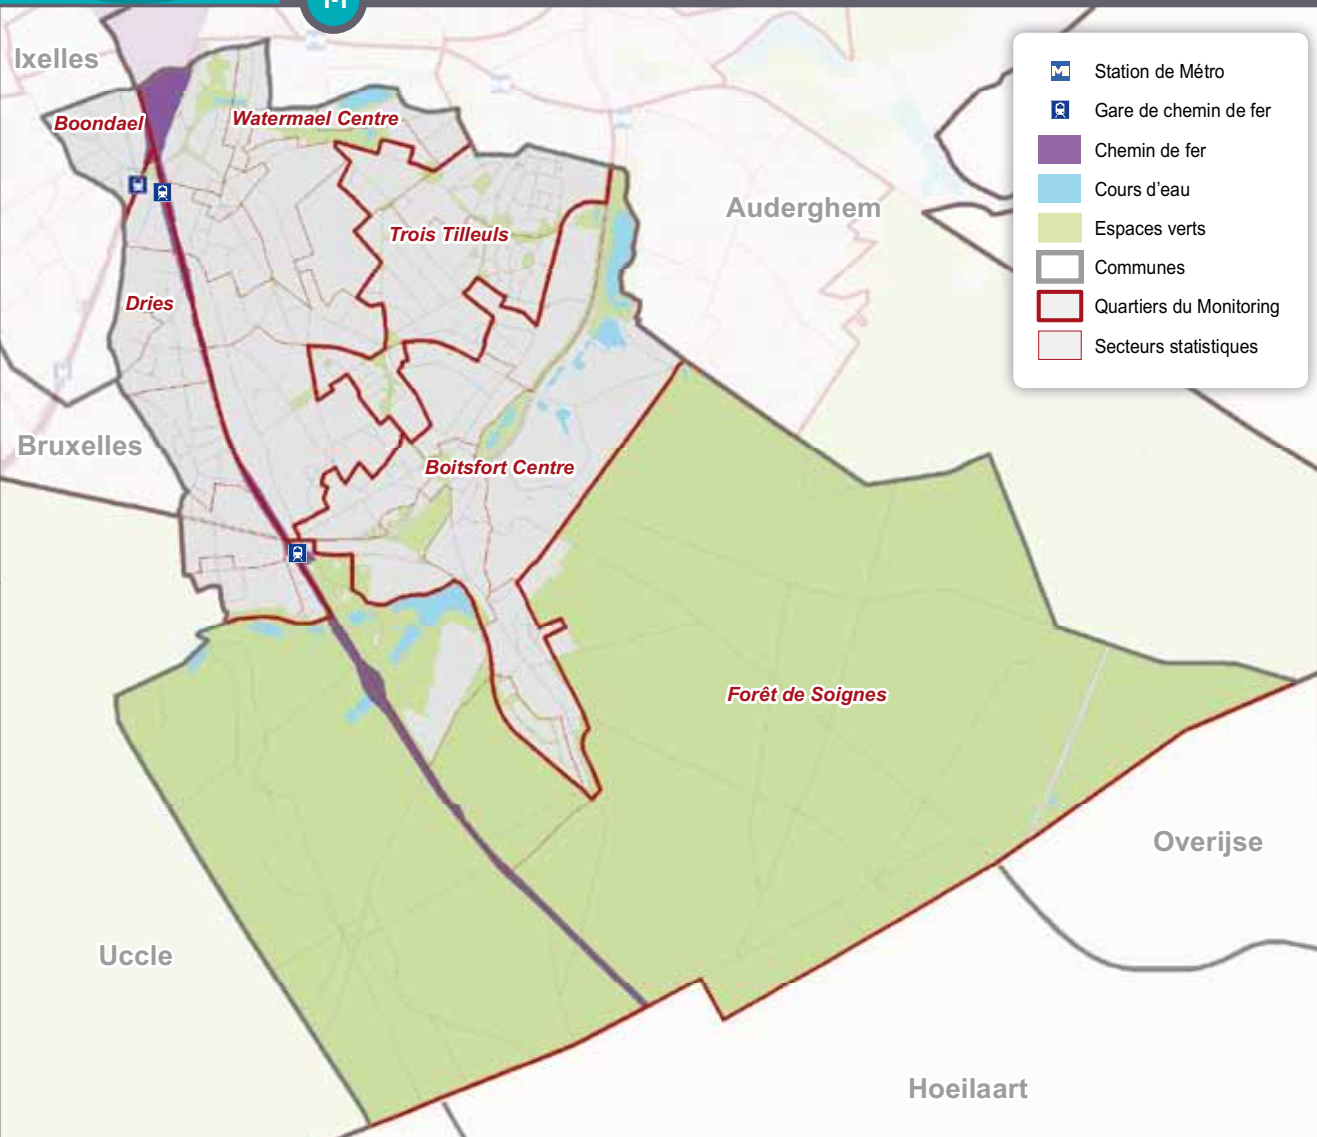 1-1
Ixelles
Boondael
Watermael Centre
Trois Tilleuls
Auderghem
Dries
Bruxelles
Boitsfort Centre
Forêt de Soignes
Overijse
Uccle
Hoeilaart
Station de Métro
Gare de chemin de fer
Chemin de fer
Cours d'eau
Espaces verts
Communes
Quartiers du Monitoring
Secteurs statistiques